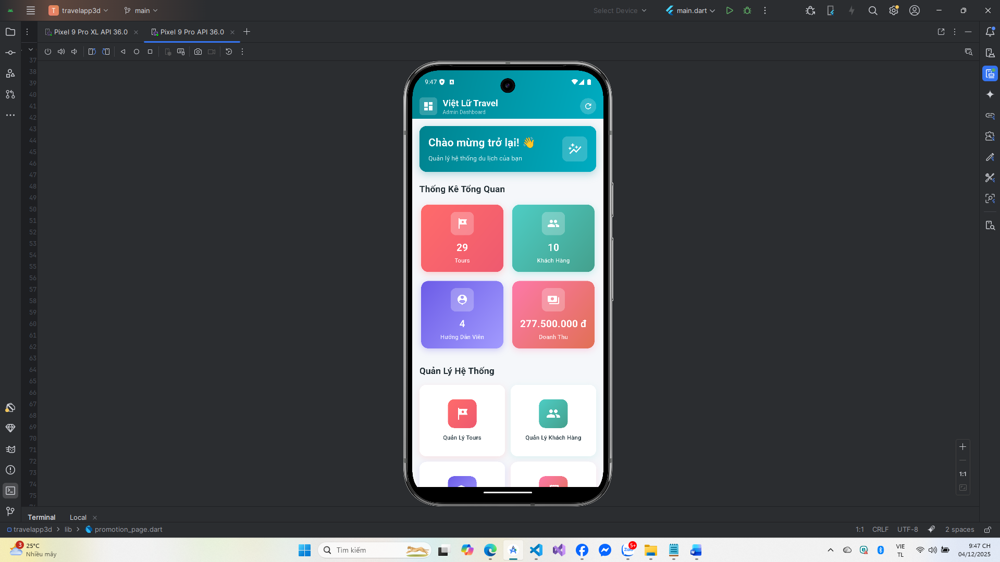 T travelapp3d
main
Select Device
main.dart
Pixel 9 Pro XL API 36.0
Pixel 9 Pro API 36.0
37
38
39
40
41
42
43
44
45
46
47
48
49
50
51
52
53
54
55
56
57
58
59
60
61
62
63
64
65
66
67
68
69
70
71
72
73
74
75
9:47
Việt Lữ Travel
Admin Dashboard
Chào mừng trở lại! 👋
Quản lý hệ thống du lịch của bạn
Thống Kê Tổng Quan
29
Tours
10
Khách Hàng
4
Hướng Dẫn Viên
277.500.000 đ
Doanh Thu
Quản Lý Hệ Thống
Quản Lý Tours
Quản Lý Khách Hàng
1:1
Terminal
Local
travelapp3d > lib > promotion_page.dart
1:1
CRLF
UTF-8
2 spaces
3
25°C
Nhiều mây
Tìm kiếm
Zalo
5+
VIE
TL
9:47 CH
04/12/2025